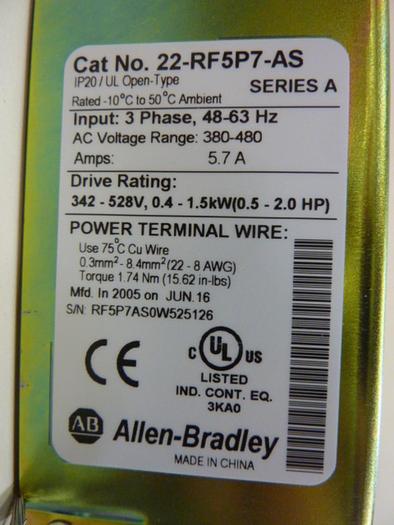 Cat No. 22-RF5P7-AS
IP20 / UL Open-Type
SERIES A
Rated -10°C to 50°C Ambient
Input: 3 Phase, 48-63 Hz
AC Voltage Range: 380-480
Amps: 5.7 A
Drive Rating:
342 - 528V, 0.4 - 1.5kW(0.5 - 2.0 HP)
POWER TERMINAL WIRE:
Use 75°C Cu Wire
0.3mm² - 8.4mm² (22 - 8 AWG)
Torque 1.74 Nm (15.62 in-lbs)
Mfd. In 2005 on JUN.16
S/N: RF5P7AS0W525126
CE
C UL US
LISTED
IND. CONT. EQ.
3KA0
AB Allen-Bradley
MADE IN CHINA